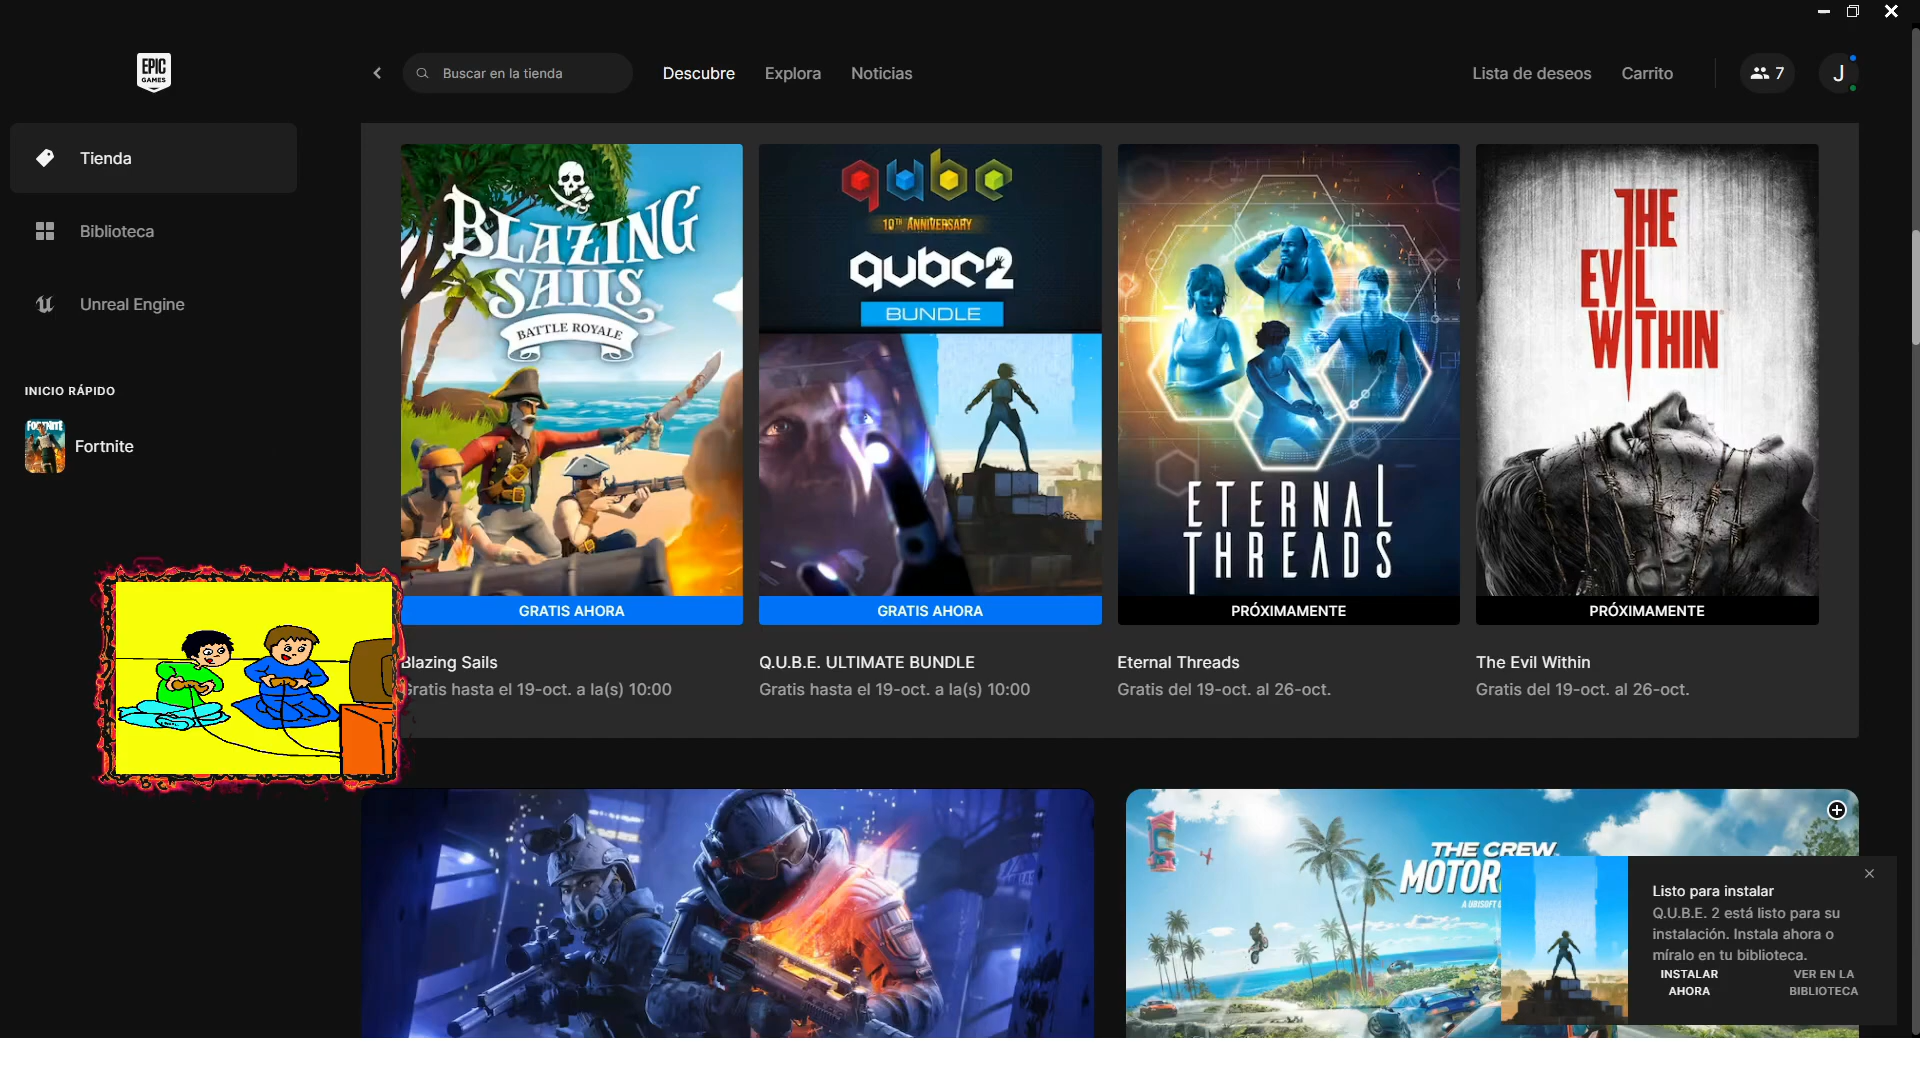 EPIC
GAMES
Buscar en la tienda
Descubre
Explora
Noticias
Lista de deseos
Carrito
7
J
Tienda
Biblioteca
Unreal Engine
INICIO RÁPIDO
FORTNITE
Fortnite
BLAZING
SAILS
BATTLE ROYALE
GRATIS AHORA
Blazing Sails
Gratis hasta el 19-oct. a la(s) 10:00
qube
10TH ANNIVERSARY
qube2
BUNDLE
GRATIS AHORA
Q.U.B.E. ULTIMATE BUNDLE
Gratis hasta el 19-oct. a la(s) 10:00
ETERNAL
THREADS
PRÓXIMAMENTE
Eternal Threads
Gratis del 19-oct. al 26-oct.
THE
EVIL
WITHIN
PRÓXIMAMENTE
The Evil Within
Gratis del 19-oct. al 26-oct.
THE CREW
MOTOR
A UBISOFT
Listo para instalar
Q.U.B.E. 2 está listo para su
instalación. Instala ahora o
míralo en tu biblioteca.
INSTALAR
AHORA
VER EN LA
BIBLIOTECA